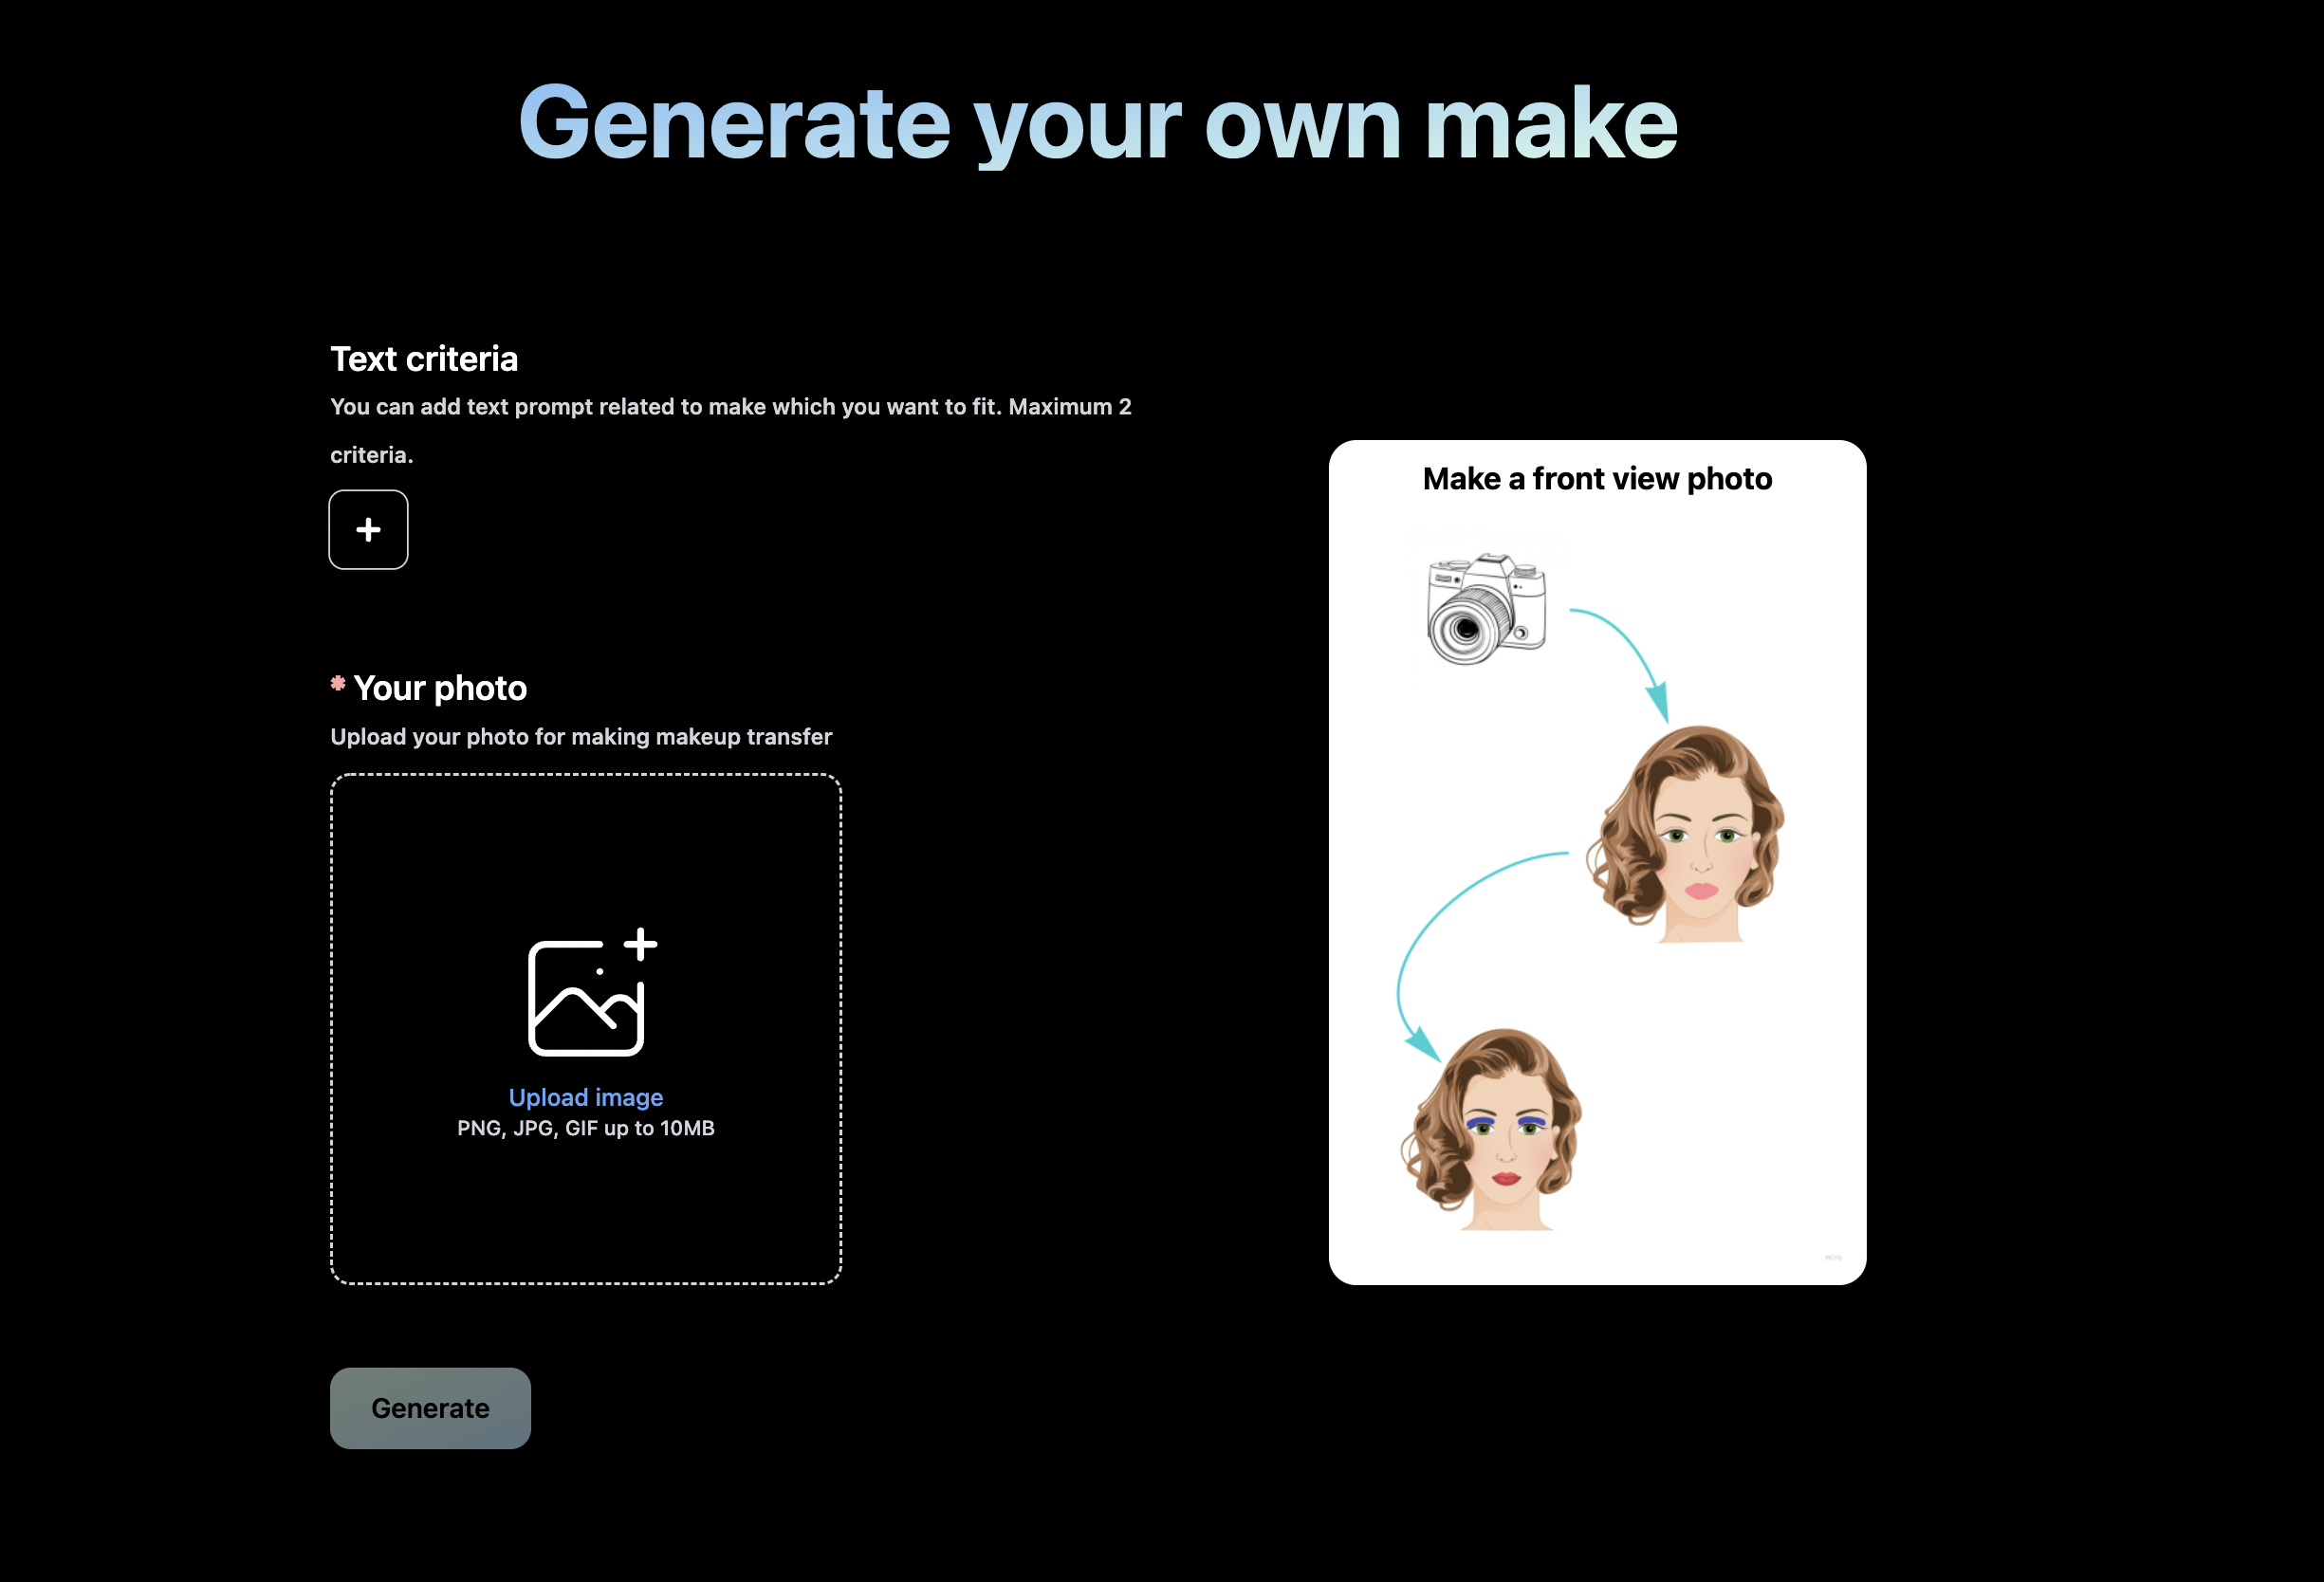 Generate your own make
Text criteria
You can add text prompt related to make which you want to fit. Maximum 2
criteria.
* Your photo
Upload your photo for making makeup transfer
Upload image
PNG, JPG, GIF up to 10MB
Generate
Make a front view photo
miro